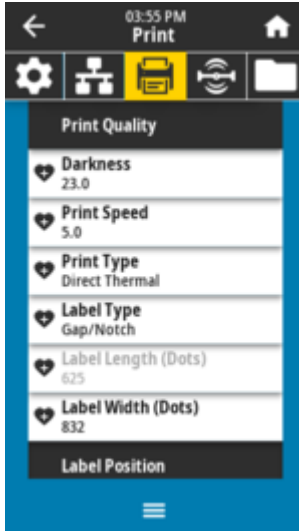 03:55 PM
Print
Print Quality
Darkness
23.0
Print Speed
5.0
Print Type
Direct Thermal
Label Type
Gap/Notch
Label Length (Dots)
625
Label Width (Dots)
832
Label Position